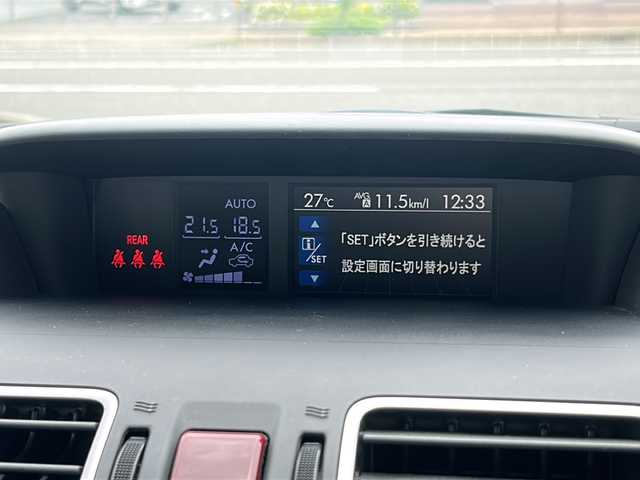 REAR
AUTO
21.5 18.5
A/C
27℃ AVG A 11.5km/l 12:33
i/SET
「SET」ボタンを引き続けると
設定画面に切り替わります